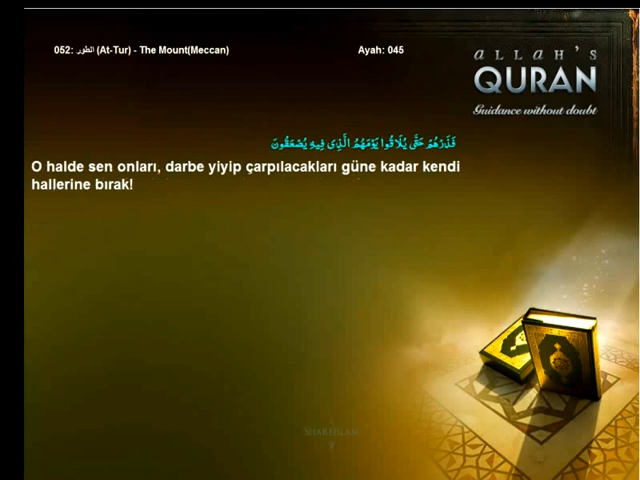 052: الطور (At-Tur) - The Mount(Meccan) Ayah: 045
ALLAH'S
QURAN
Guidance without doubt
فَذَرْهُمْ حَتَّىٰ يُلَاقُوا يَوْمَهُمُ الَّذِي فِيهِ يُصْعَقُونَ
O halde sen onları, darbe yiyip çarpılacakları güne kadar kendi
hallerine bırak!